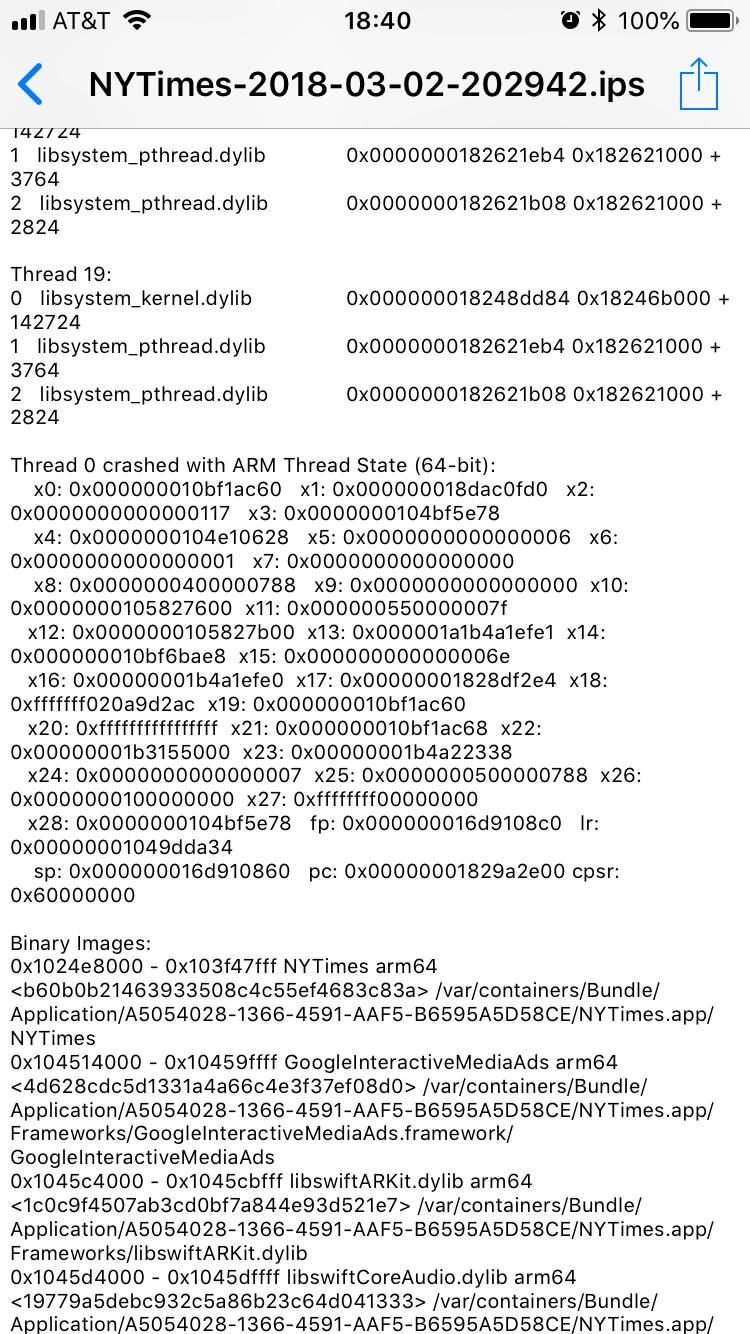 AT&T 18:40 100%
NYTimes-2018-03-02-202942.ips
142724
1 libsystem_pthread.dylib 0x0000000182621eb4 0x182621000 +
3764
2 libsystem_pthread.dylib 0x0000000182621b08 0x182621000 +
2824
Thread 19:
0 libsystem_kernel.dylib 0x000000018248dd84 0x18246b000 +
142724
1 libsystem_pthread.dylib 0x0000000182621eb4 0x182621000 +
3764
2 libsystem_pthread.dylib 0x0000000182621b08 0x182621000 +
2824
Thread 0 crashed with ARM Thread State (64-bit):
x0: 0x000000010bf1ac60 x1: 0x000000018dac0fd0 x2:
0x0000000000000117 x3: 0x0000000104bf5e78
x4: 0x0000000104e10628 x5: 0x0000000000000006 x6:
0x0000000000000001 x7: 0x0000000000000000
x8: 0x0000000400000788 x9: 0x0000000000000000 x10:
0x0000000105827600 x11: 0x000000550000007f
x12: 0x0000000105827b00 x13: 0x000001a1b4a1efe1 x14:
0x000000010bf6bae8 x15: 0x000000000000006e
x16: 0x00000001b4a1efe0 x17: 0x00000001828df2e4 x18:
0xfffffff020a9d2ac x19: 0x000000010bf1ac60
x20: 0xffffffffffffffff x21: 0x000000010bf1ac68 x22:
0x00000001b3155000 x23: 0x00000001b4a22338
x24: 0x0000000000000007 x25: 0x0000000500000788 x26:
0x0000000100000000 x27: 0xffffffff00000000
x28: 0x0000000104bf5e78 fp: 0x000000016d9108c0 lr:
0x00000001049dda34
sp: 0x000000016d910860 pc: 0x00000001829a2e00 cpsr:
0x60000000
Binary Images:
0x1024e8000 - 0x103f47fff NYTimes arm64
<b60b0b21463933508c4c55ef4683c83a> /var/containers/Bundle/
Application/A5054028-1366-4591-AAF5-B6595A5D58CE/NYTimes.app/
NYTimes
0x104514000 - 0x10459ffff GoogleInteractiveMediaAds arm64
<4d628cdc5d1331a4a66c4e3f37ef08d0> /var/containers/Bundle/
Application/A5054028-1366-4591-AAF5-B6595A5D58CE/NYTimes.app/
Frameworks/GoogleInteractiveMediaAds.framework/
GoogleInteractiveMediaAds
0x1045c4000 - 0x1045cbfff libswiftARKit.dylib arm64
<1c0c9f4507ab3cd0bf7a844e93d521e7> /var/containers/Bundle/
Application/A5054028-1366-4591-AAF5-B6595A5D58CE/NYTimes.app/
Frameworks/libswiftARKit.dylib
0x1045d4000 - 0x1045dffff libswiftCoreAudio.dylib arm64
<19779a5debc932c5a86b23c64d041333> /var/containers/Bundle/
Application/A5054028-1366-4591-AAF5-B6595A5D58CE/NYTimes.app/